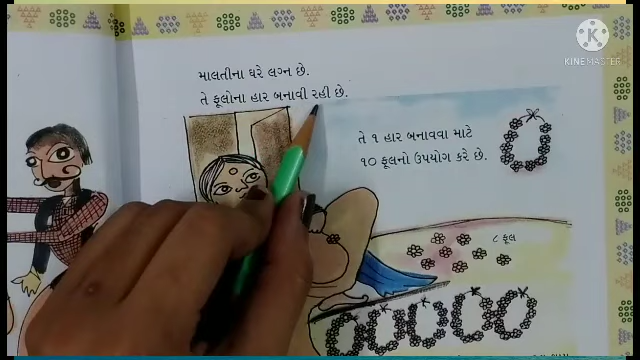 માલતીના ઘરે લગ્ન છે.
તે ફૂલોના હાર બનાવી રહી છે.
તે ૧ હાર બનાવવા માટે
૧૦ ફૂલનો ઉપયોગ કરે છે.
૮ ફૂલ
KINEMASTER